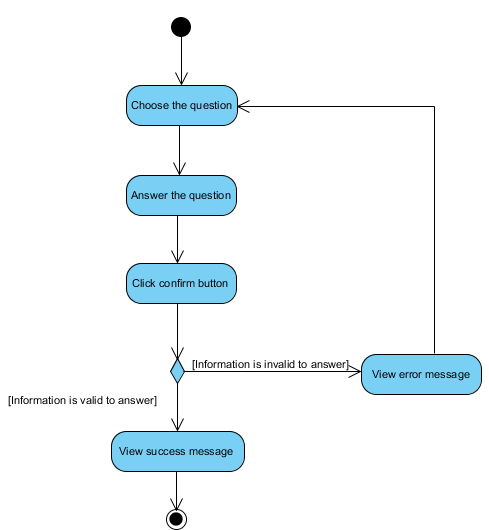 Choose the question
Answer the question
Click confirm button
[Information is invalid to answer]
View error message
[Information is valid to answer]
View success message